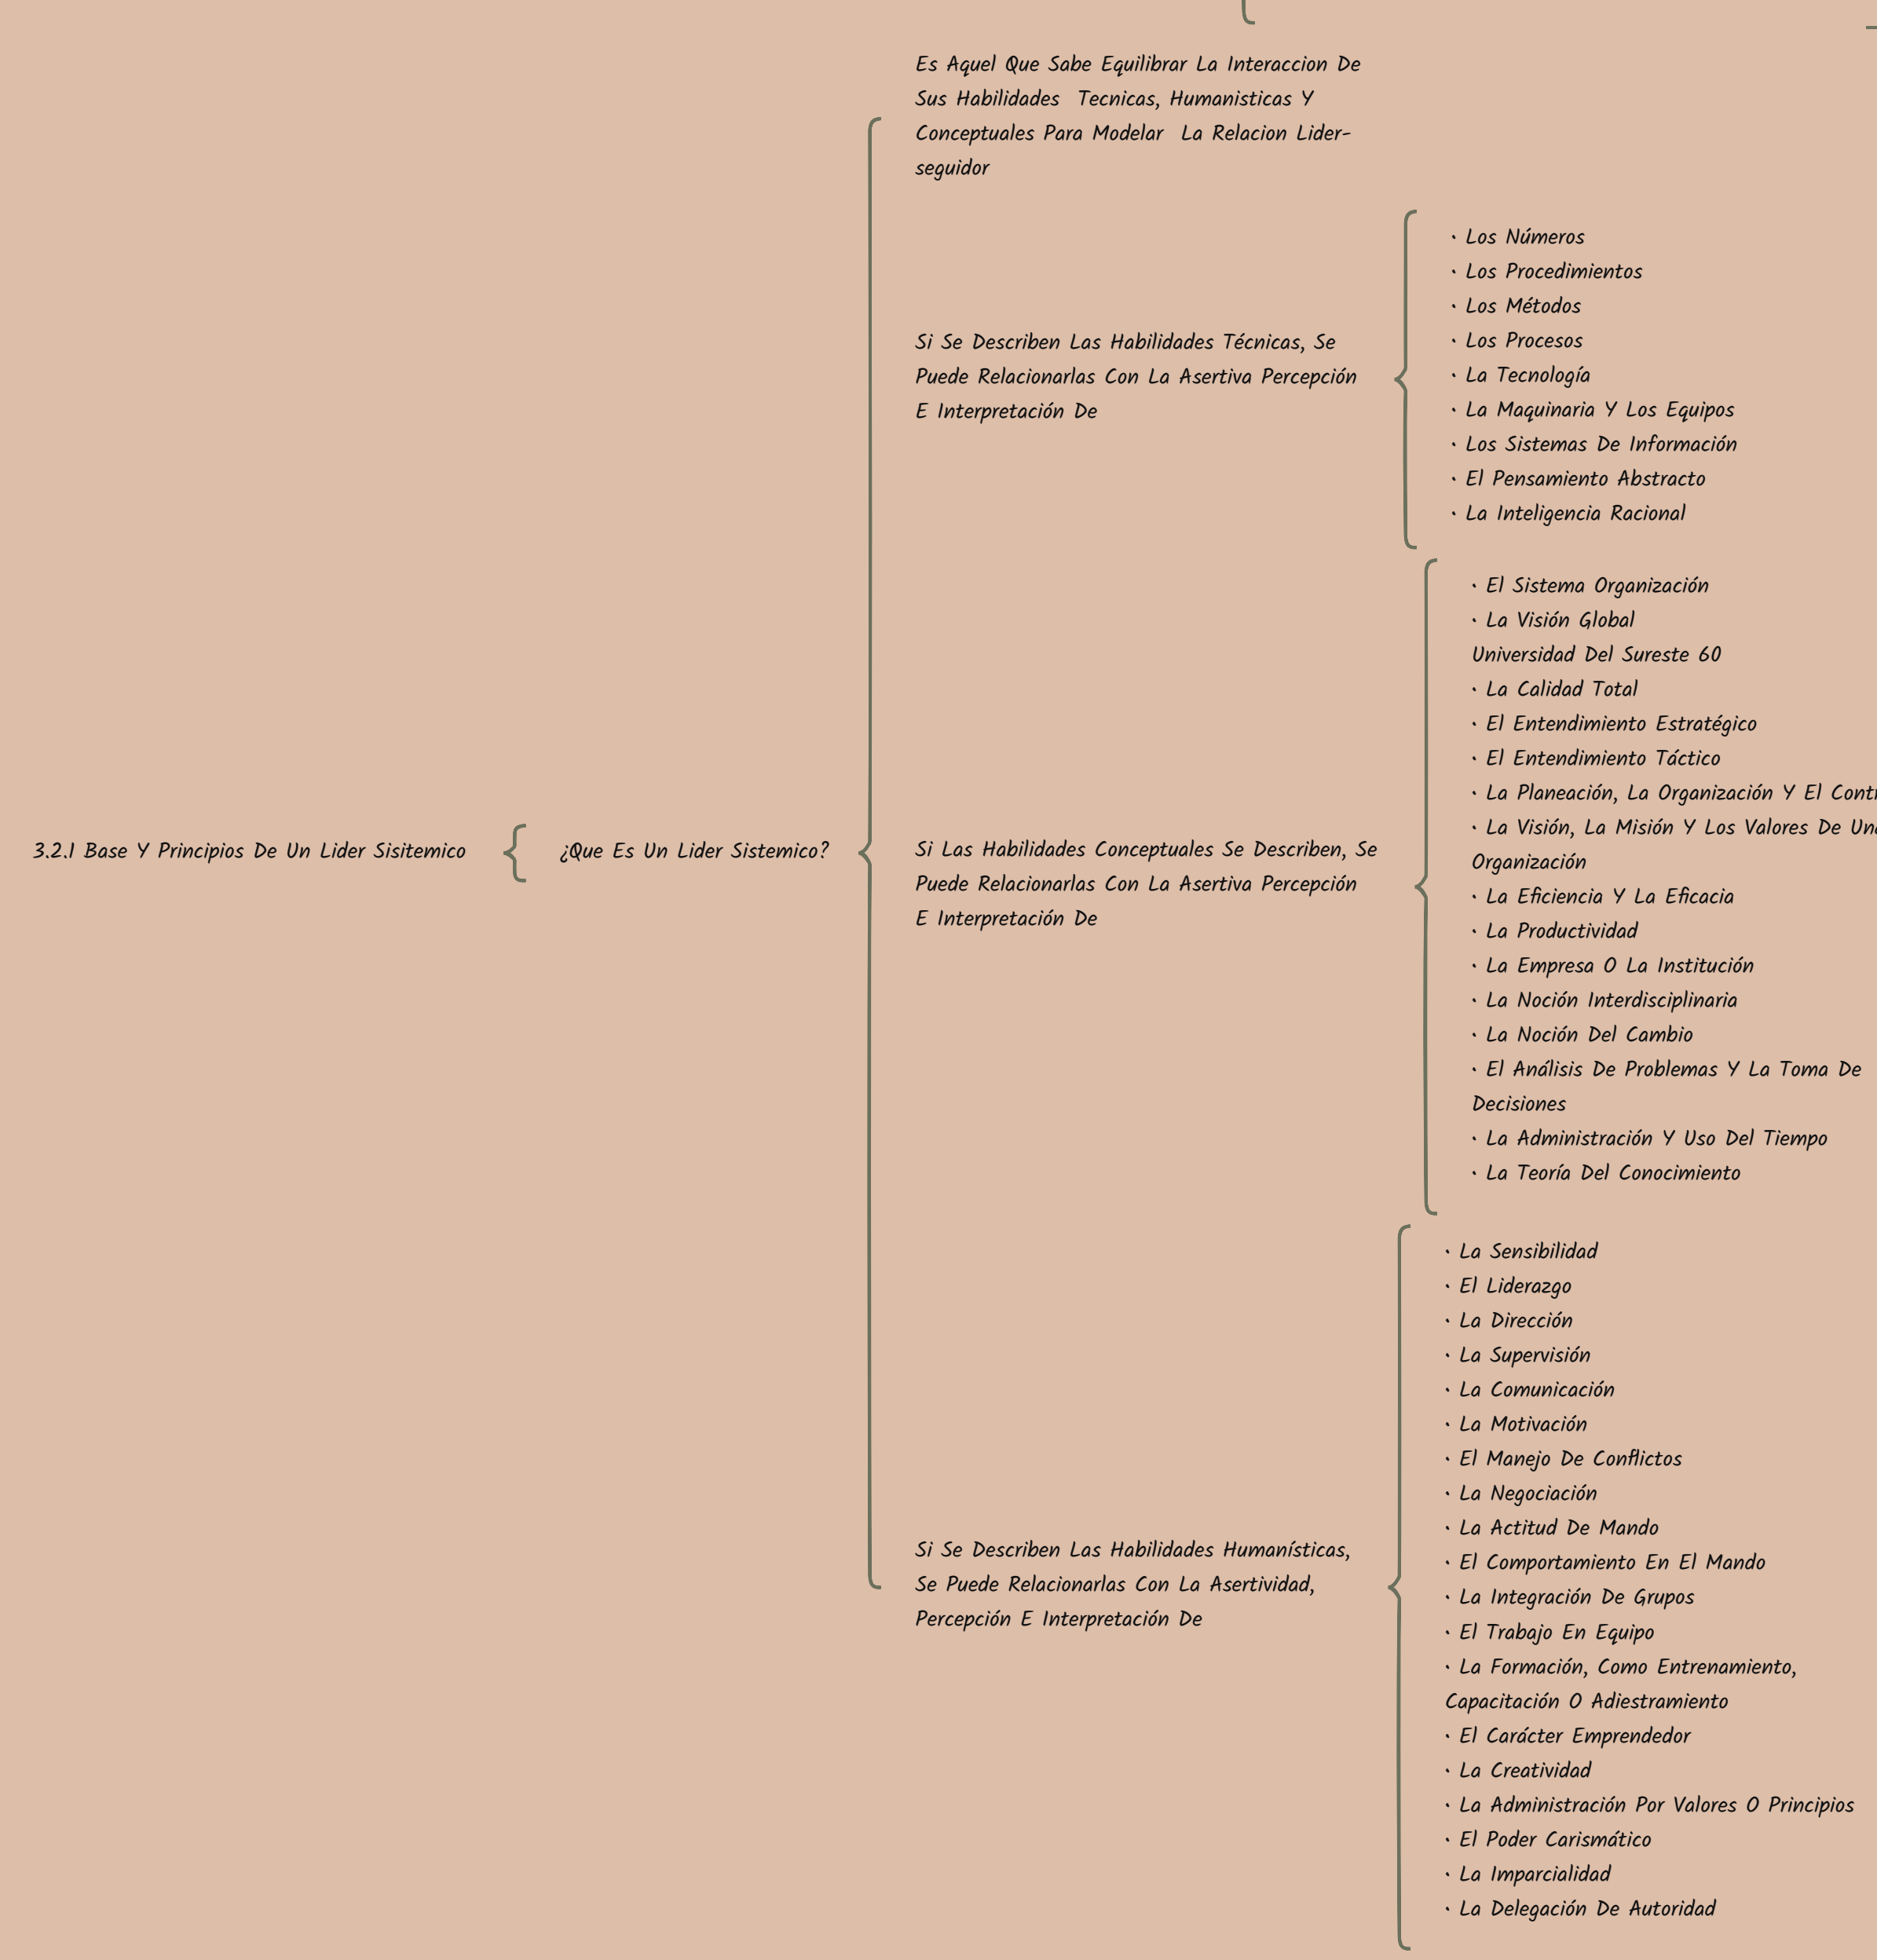 Es Aquel Que Sabe Equilibrar La Interaccion De
Sus Habilidades Tecnicas, Humanisticas Y
Conceptuales Para Modelar La Relacion Lider-
seguidor
· Los Números
· Los Procedimientos
· Los Métodos
· Los Procesos
· La Tecnología
· La Maquinaria Y Los Equipos
· Los Sistemas De Información
· El Pensamiento Abstracto
· La Inteligencia Racional
Si Se Describen Las Habilidades Técnicas, Se
Puede Relacionarlas Con La Asertiva Percepción
E Interpretación De
· El Sistema Organización
· La Visión Global
Universidad Del Sureste 60
· La Calidad Total
· El Entendimiento Estratégico
· El Entendimiento Táctico
· La Planeación, La Organización Y El
· La Visión, La Misión Y Los Valores De
Organización
· La Eficiencia Y La Eficacia
· La Productividad
· La Empresa O La Institución
· La Noción Interdisciplinaria
· La Noción Del Cambio
· El Análisis De Problemas Y La Toma De
Decisiones
· La Administración Y Uso Del Tiempo
· La Teoría Del Conocimiento
3.2.1 Base Y Principios De Un Lider Sisitemico
¿Que Es Un Lider Sistemico?
Si Las Habilidades Conceptuales Se Describen, Se
Puede Relacionarlas Con La Asertiva Percepción
E Interpretación De
· La Sensibilidad
· El Liderazgo
· La Dirección
· La Supervisión
· La Comunicación
· La Motivación
· El Manejo De Conflictos
· La Negociación
· La Actitud De Mando
· El Comportamiento En El Mando
· La Integración De Grupos
· El Trabajo En Equipo
· La Formación, Como Entrenamiento,
Capacitación O Adiestramiento
· El Carácter Emprendedor
· La Creatividad
· La Administración Por Valores O Principios
· El Poder Carismático
· La Imparcialidad
· La Delegación De Autoridad
Si Se Describen Las Habilidades Humanísticas,
Se Puede Relacionarlas Con La Asertividad,
Percepción E Interpretación De